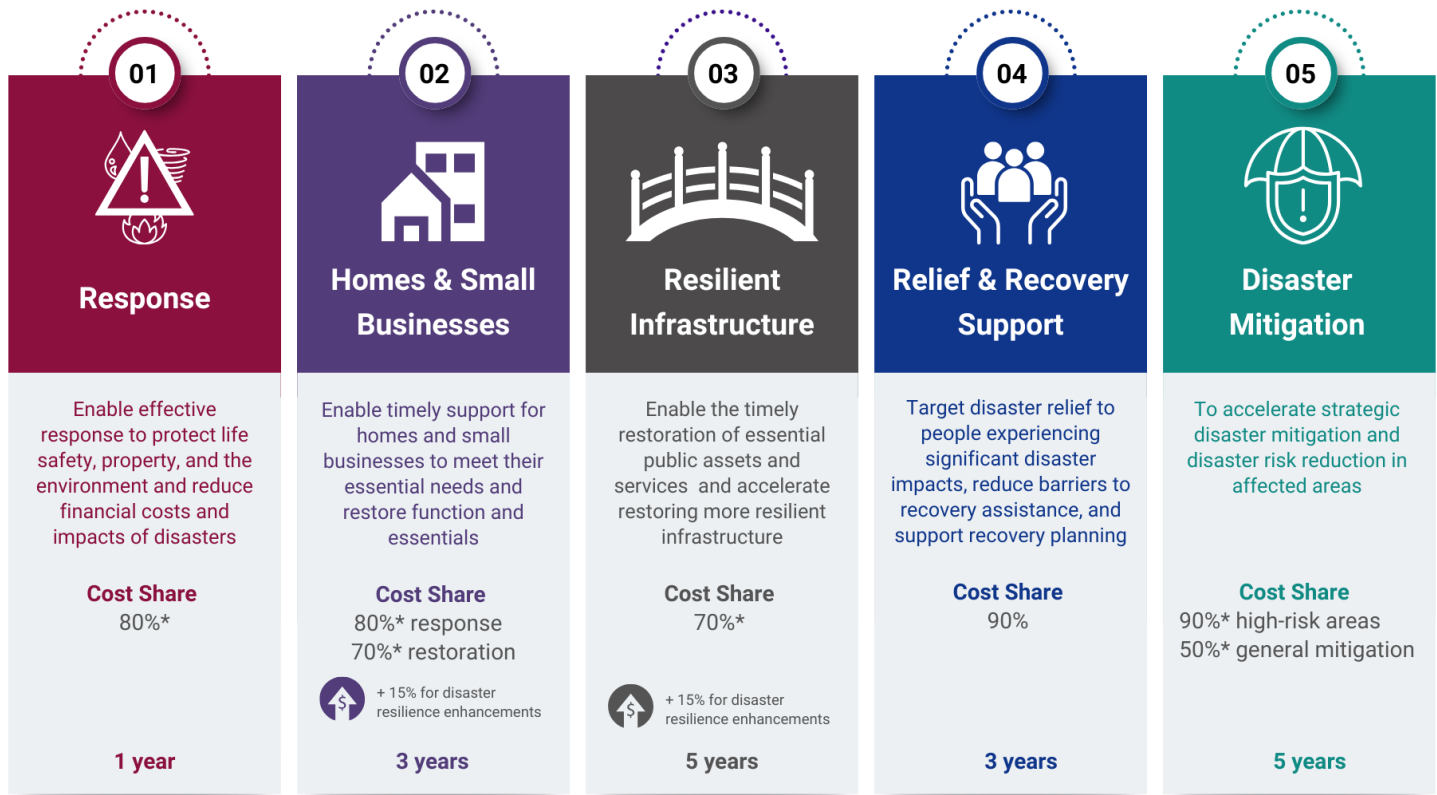 01
Response
Enable effective
response to protect life
safety, property, and the
environment and reduce
financial costs and
impacts of disasters
Cost Share
80%*
1 year
02
Homes & Small
Businesses
Enable timely support for
homes and small
businesses to meet their
essential needs and
restore function and
essentials
Cost Share
80%* response
70%* restoration
$
+ 15% for disaster
resilience enhancements
3 years
03
Resilient
Infrastructure
Enable the timely
restoration of essential
public assets and
services and accelerate
restoring more resilient
infrastructure
Cost Share
70%*
$
+ 15% for disaster
resilience enhancements
5 years
04
Relief & Recovery
Support
Target disaster relief to
people experiencing
significant disaster
impacts, reduce barriers to
recovery assistance, and
support recovery planning
Cost Share
90%
3 years
05
Disaster
Mitigation
To accelerate strategic
disaster mitigation and
disaster risk reduction in
affected areas
Cost Share
90%* high-risk areas
50%* general mitigation
5 years